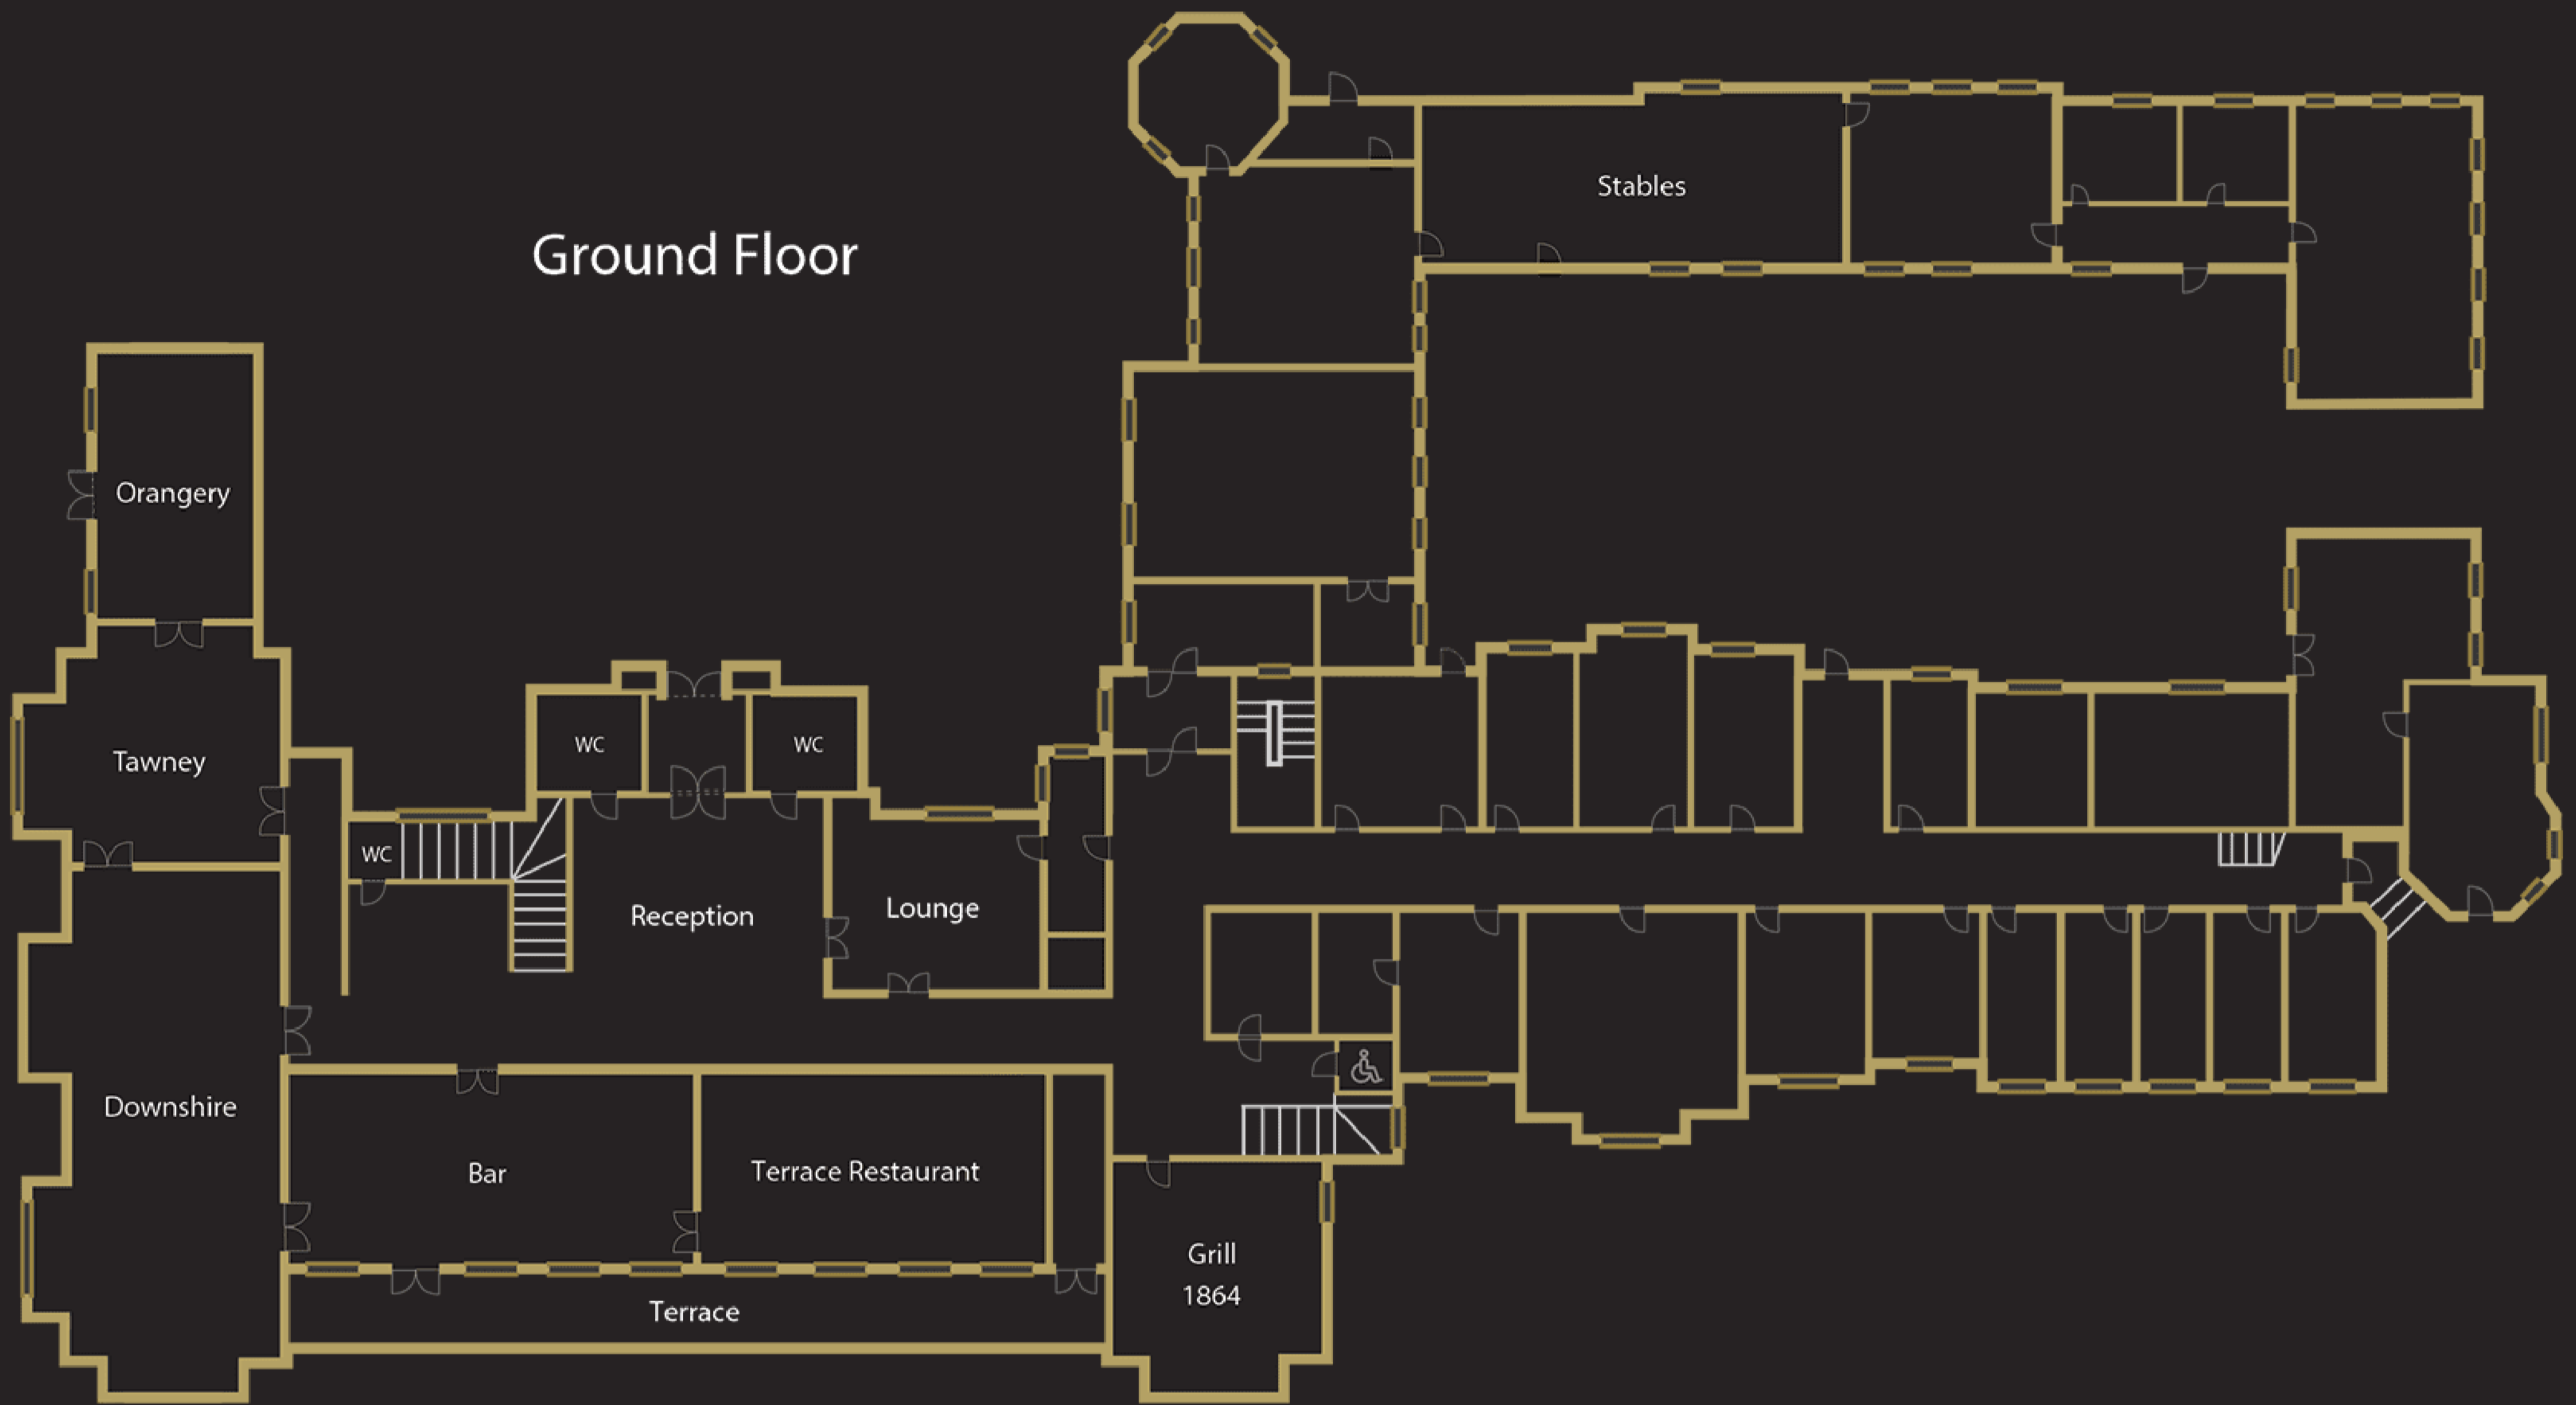 Ground Floor
Stables
Orangery
Tawney
WC
WC
WC
Reception
Lounge
Downshire
Bar
Terrace Restaurant
Terrace
Grill
1864